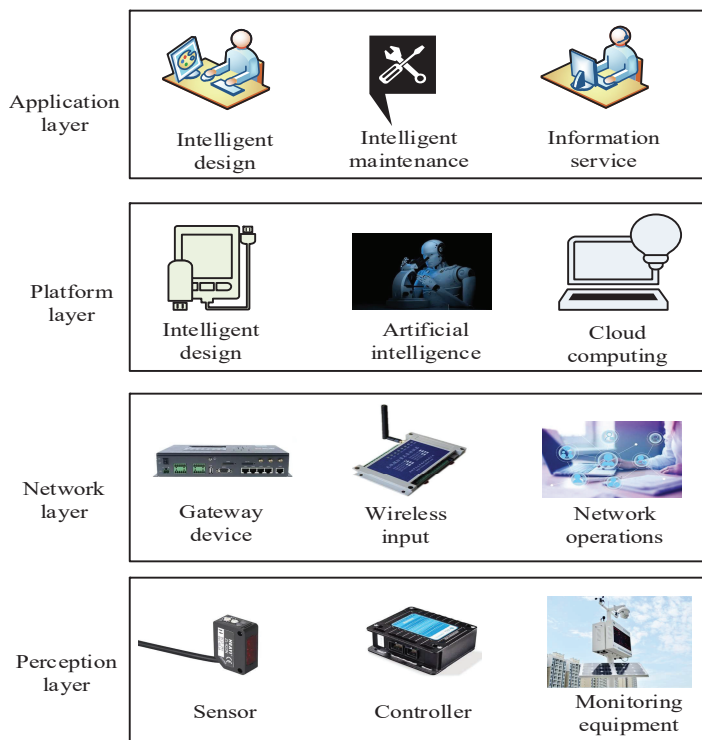 Application
layer
Intelligent
design
Intelligent
maintenance
Information
service
Platform
layer
Intelligent
design
Artificial
intelligence
Cloud
computing
Network
layer
Gateway
device
Wireless
input
Network
operations
Perception
layer
Sensor
Controller
Monitoring
equipment